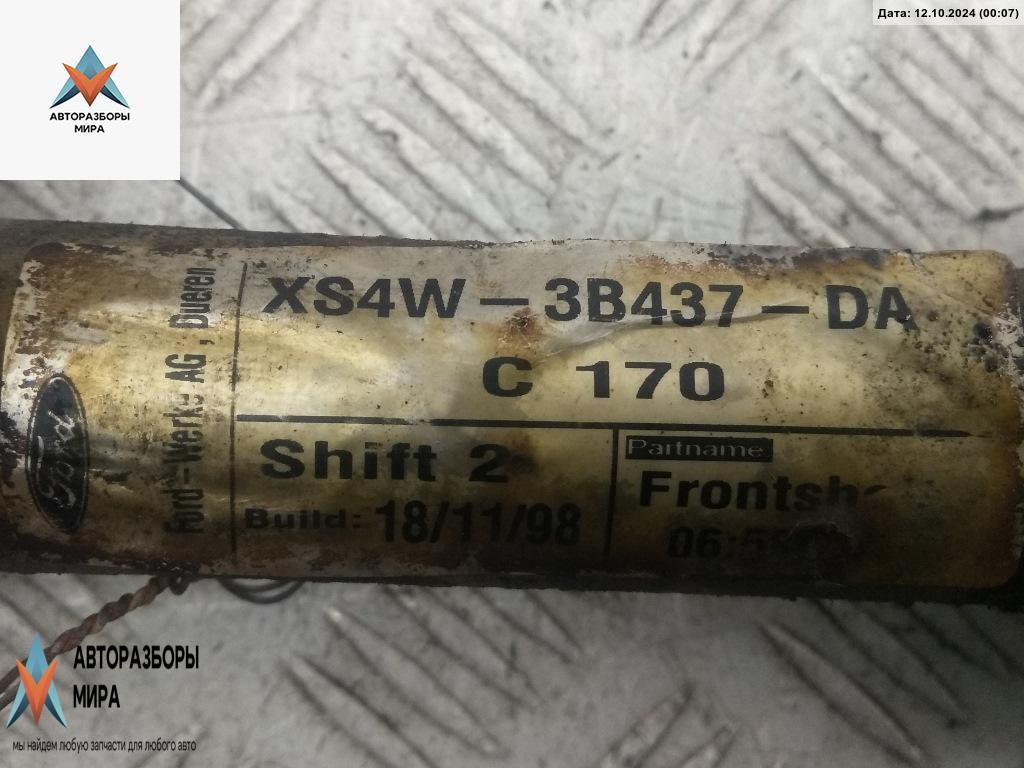 Дата: 12.10.2024 (00:07)
АВТОРАЗБОРЫ
МИРА
XS4W-3B437-DA
C 170
Ford-Werke AG, Dueren
Ford
Shift 2
Partname:
Build: 18/11/98
АВТОРАЗБОРЫ
МИРА
мы найдем любую запчасти для любого авто